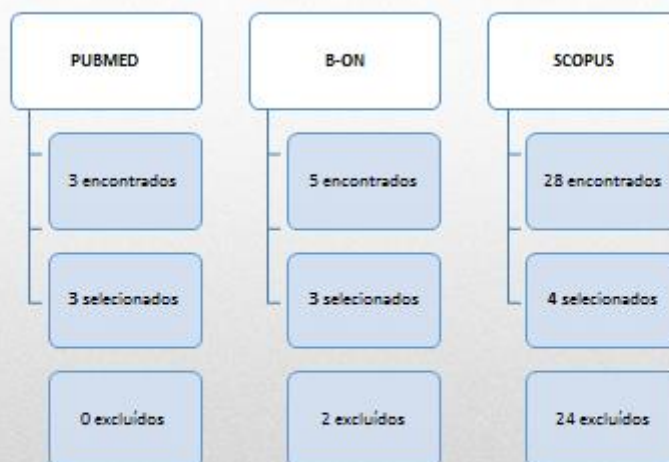 PUBMED
3 encontrados
3 selecionados
0 excluídos
B-ON
5 encontrados
3 selecionados
2 excluídos
SCOPUS
28 encontrados
4 selecionados
24 excluídos